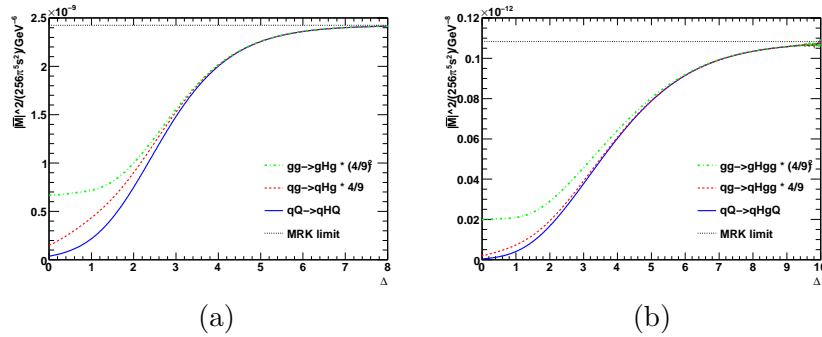 ×10⁻⁹
|M̅|^2/(256π⁵s²)/GeV⁻⁶
2.5
2
1.5
1
0.5
0
gg->gHg * (4/9)²
qg->qHg * 4/9
qQ->qHQ
MRK limit
0 1 2 3 4 5 6 7 8
Δ
(a)
×10⁻¹²
|M̅|^2/(256π⁵s²)/GeV⁻⁸
0.12
0.1
0.08
0.06
0.04
0.02
0
gg->gHgg * (4/9)²
qg->qHgg * 4/9
qQ->qHgQ
MRK limit
0 1 2 3 4 5 6 7 8 9 10
Δ
(b)